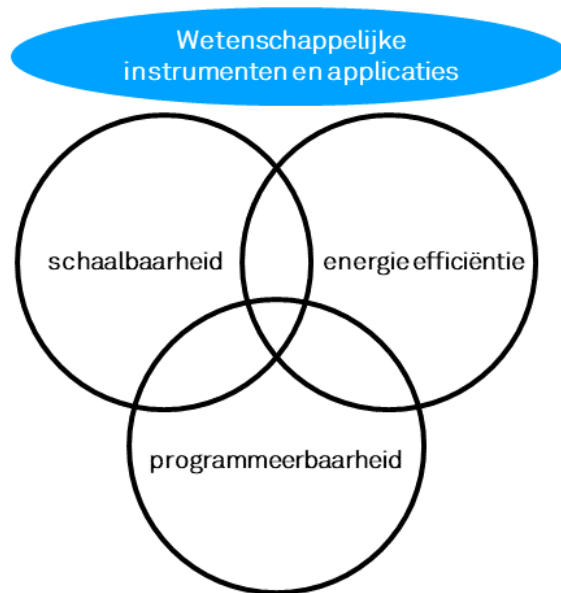 Wetenschappelijke
instrumenten en applicaties
schaalbaarheid
energie efficiëntie
programmeerbaarheid